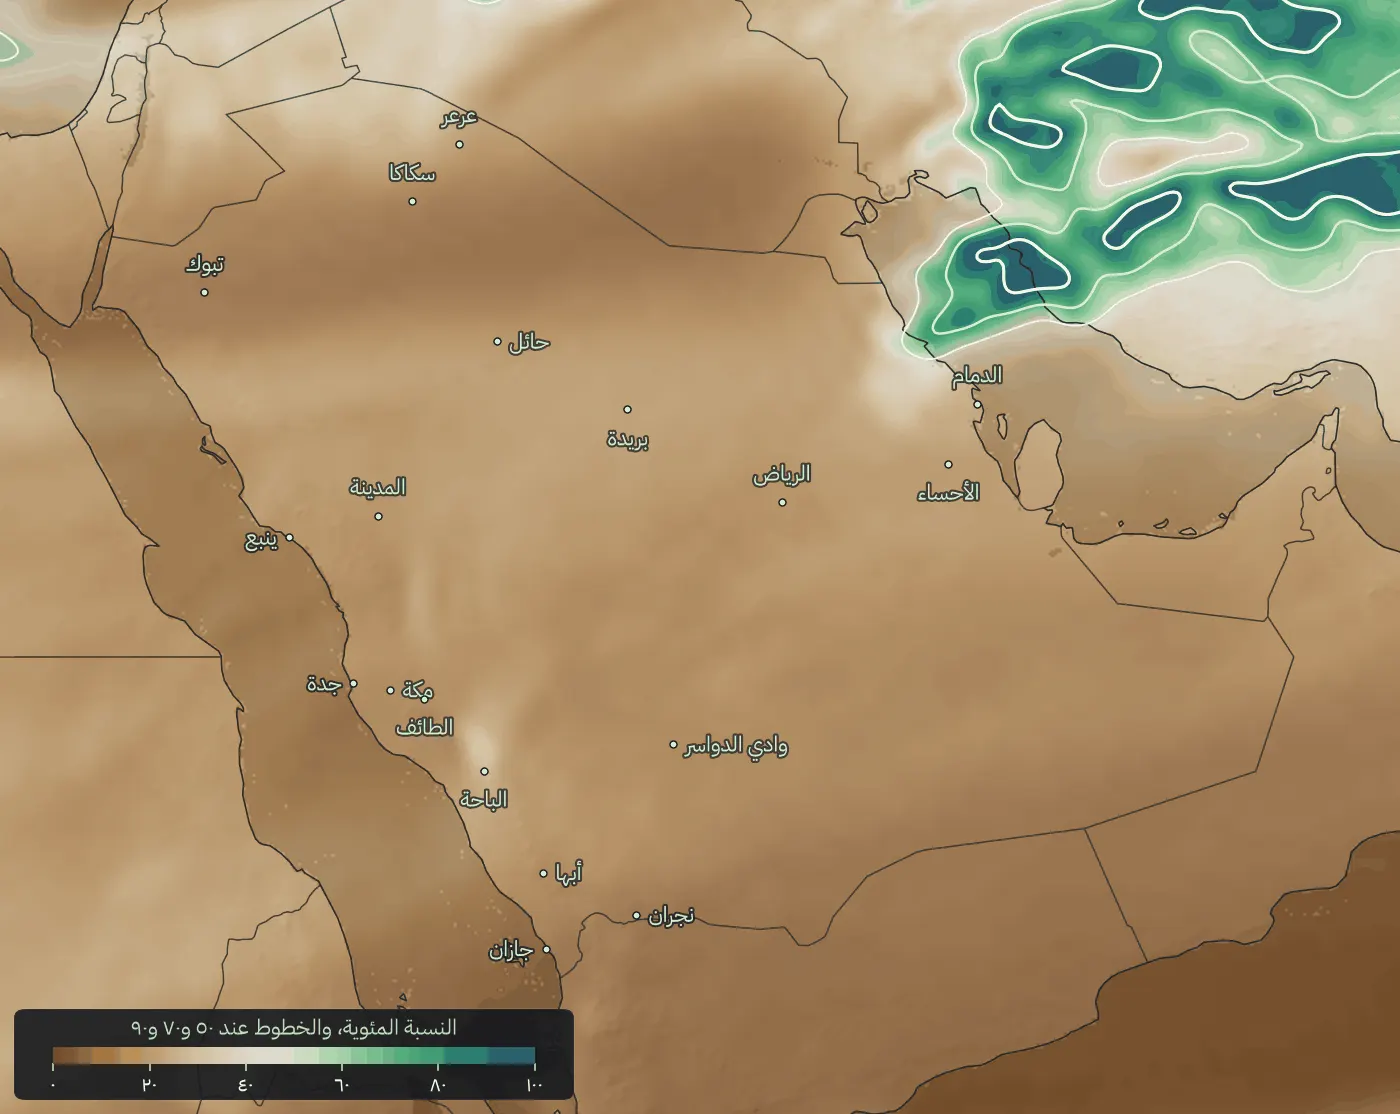 عرعر
سكاكا
تبوك
حائل
الدمام
بريدة
الرياض
الأحساء
المدينة
ينبع
جدة
مكة
الطائف
وادي الدواسر
الباحة
أبها
نجران
جازان
النسبة المئوية، والخطوط عند ٥٠ و٧٠ و٩٠
٠ ٢٠ ٤٠ ٦٠ ٨٠ ١٠٠